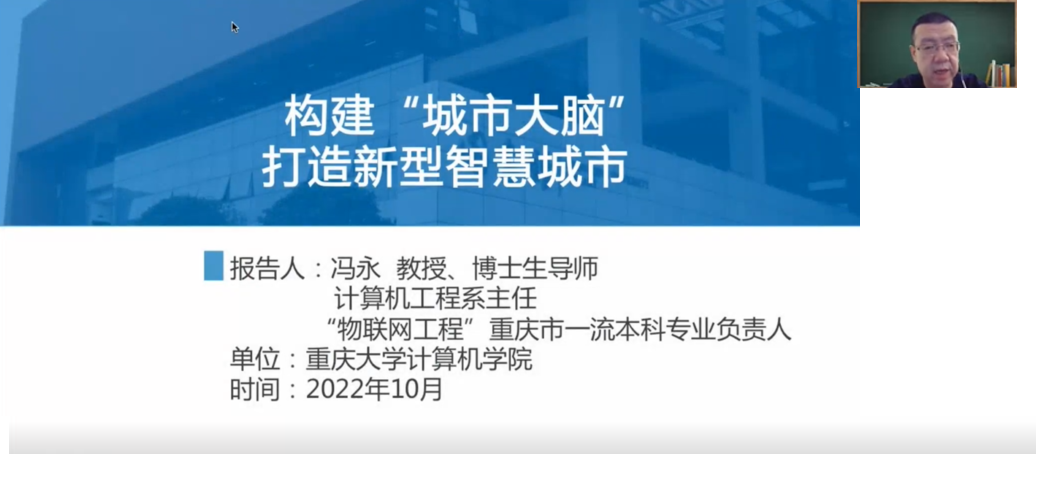 构建“城市大脑”
打造新型智慧城市
报告人：冯永 教授、博士生导师
计算机工程系主任
“物联网工程”重庆市一流本科专业负责人
单位：重庆大学计算机学院
时间：2022年10月